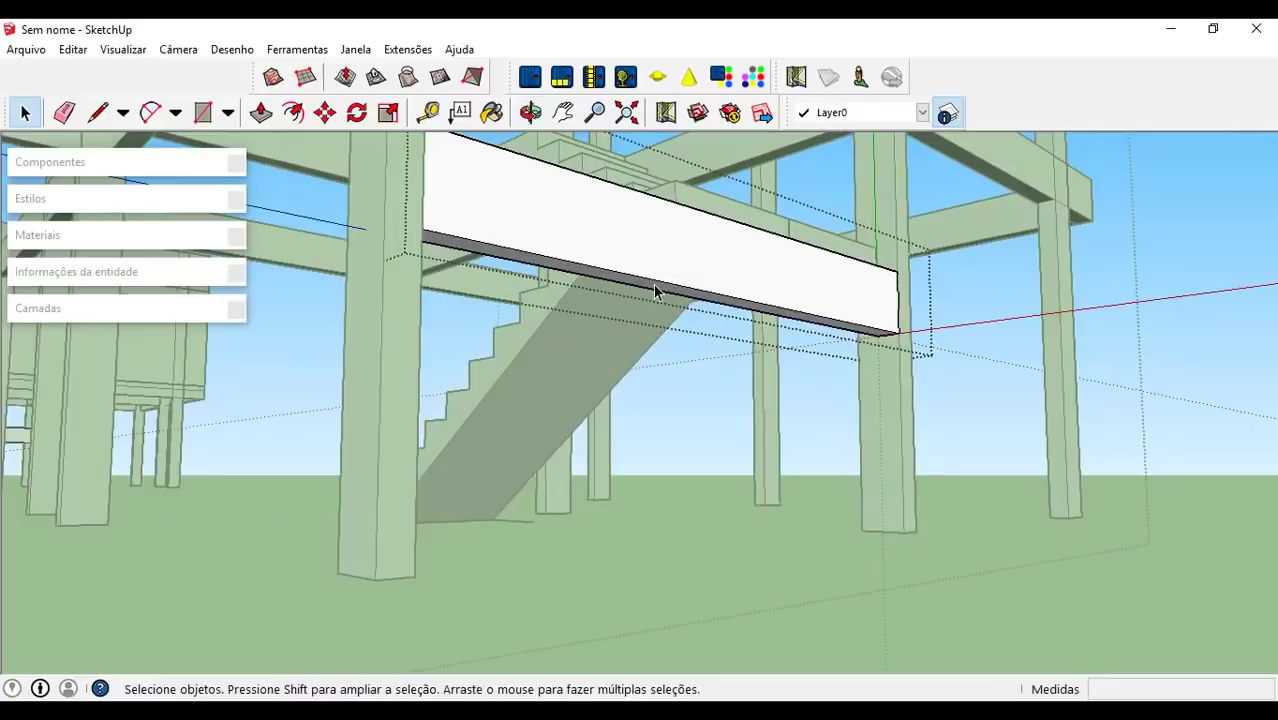 Sem nome - SketchUp
Arquivo Editar Visualizar Câmera Desenho Ferramentas Janela Extensões Ajuda
A1
Layer0
Componentes
Estilos
Materiais
Informações da entidade
Camadas
Selecione objetos. Pressione Shift para ampliar a seleção. Arraste o mouse para fazer múltiplas seleções.
Medidas